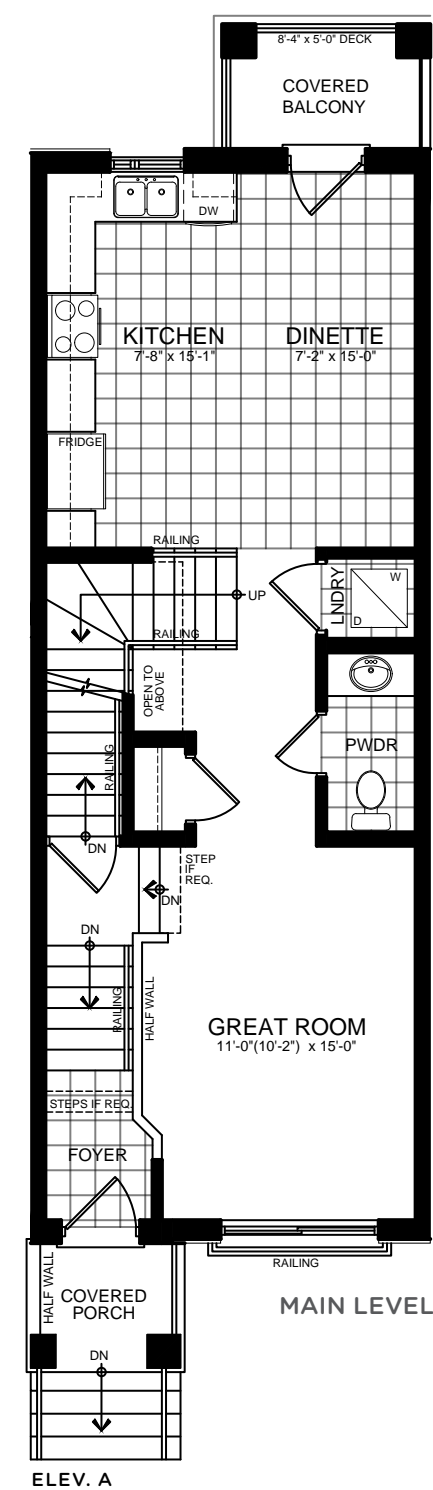 8'-4" x 5'-0" DECK
COVERED
BALCONY
DW
KITCHEN
7'-8" x 15'-1"
DINETTE
7'-2" x 15'-0"
FRIDGE
RAILING
UP
LNDRY
W
D
RAILING
OPEN TO
ABOVE
PWDR
RAILING
DN
STEP
IF
REQ.
DN
DN
RAILING
HALF WALL
GREAT ROOM
11'-0"(10'-2") x 15'-0"
STEPS IF REQ.
FOYER
RAILING
HALF WALL
COVERED
PORCH
MAIN LEVEL
DN
ELEV. A